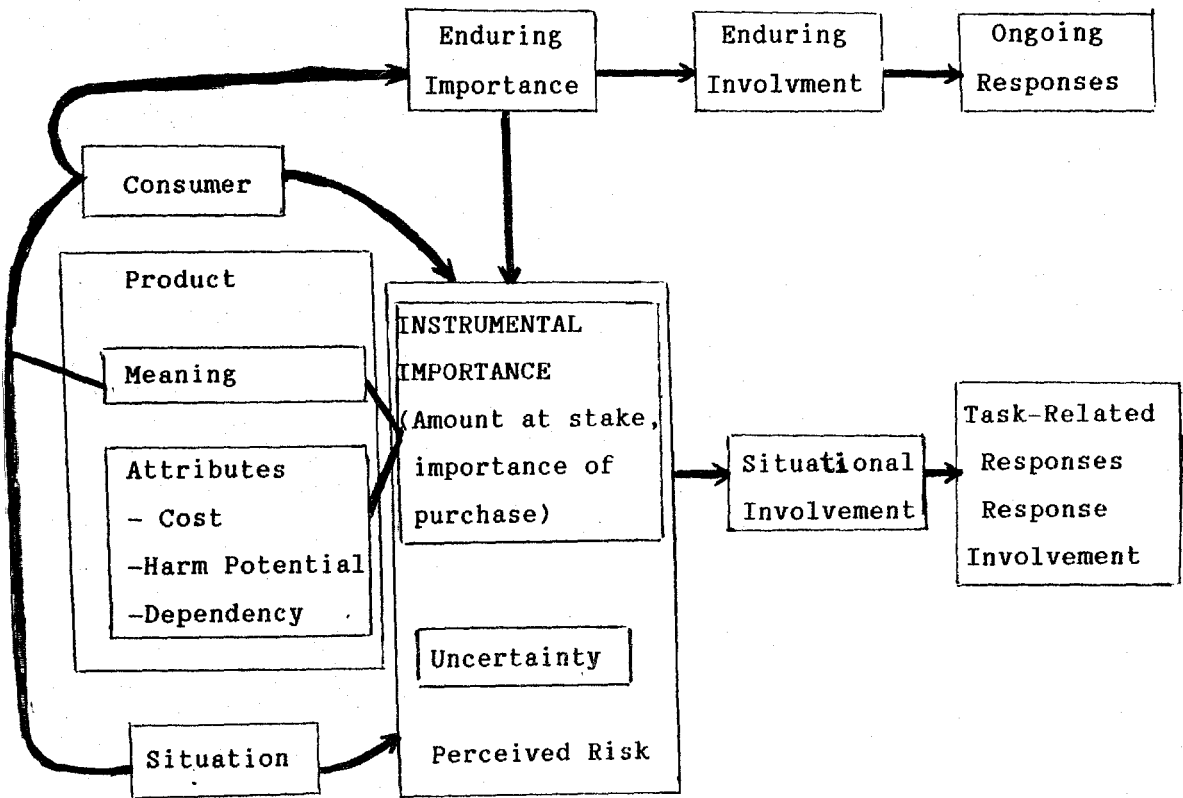 Enduring
Importance
Enduring
Involvment
Ongoing
Responses
Consumer
Product
Meaning
Attributes
- Cost
-Harm Potential
-Dependency
Situation
INSTRUMENTAL
IMPORTANCE
(Amount at stake,
importance of
purchase)
Uncertainty
Perceived Risk
Situational
Involvement
Task-Related
Responses
Response
Involvement